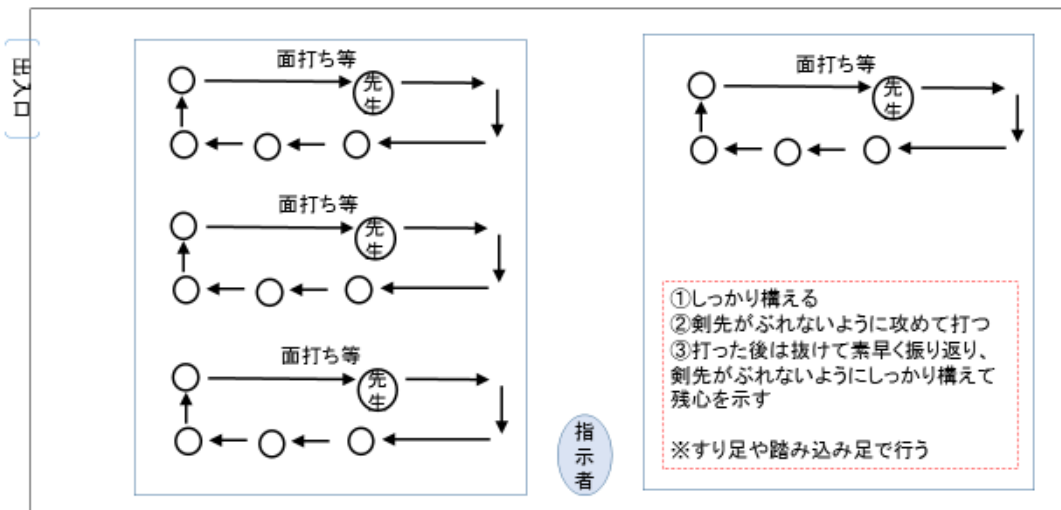 出入口
面打ち等
先生
面打ち等
先生
面打ち等
先生
指示者
面打ち等
先生
①しっかり構える
②剣先がぶれないように攻めて打つ
③打った後は抜けて素早く振り返り、
剣先がぶれないようにしっかり構えて
残心を示す
※すり足や踏み込み足で行う